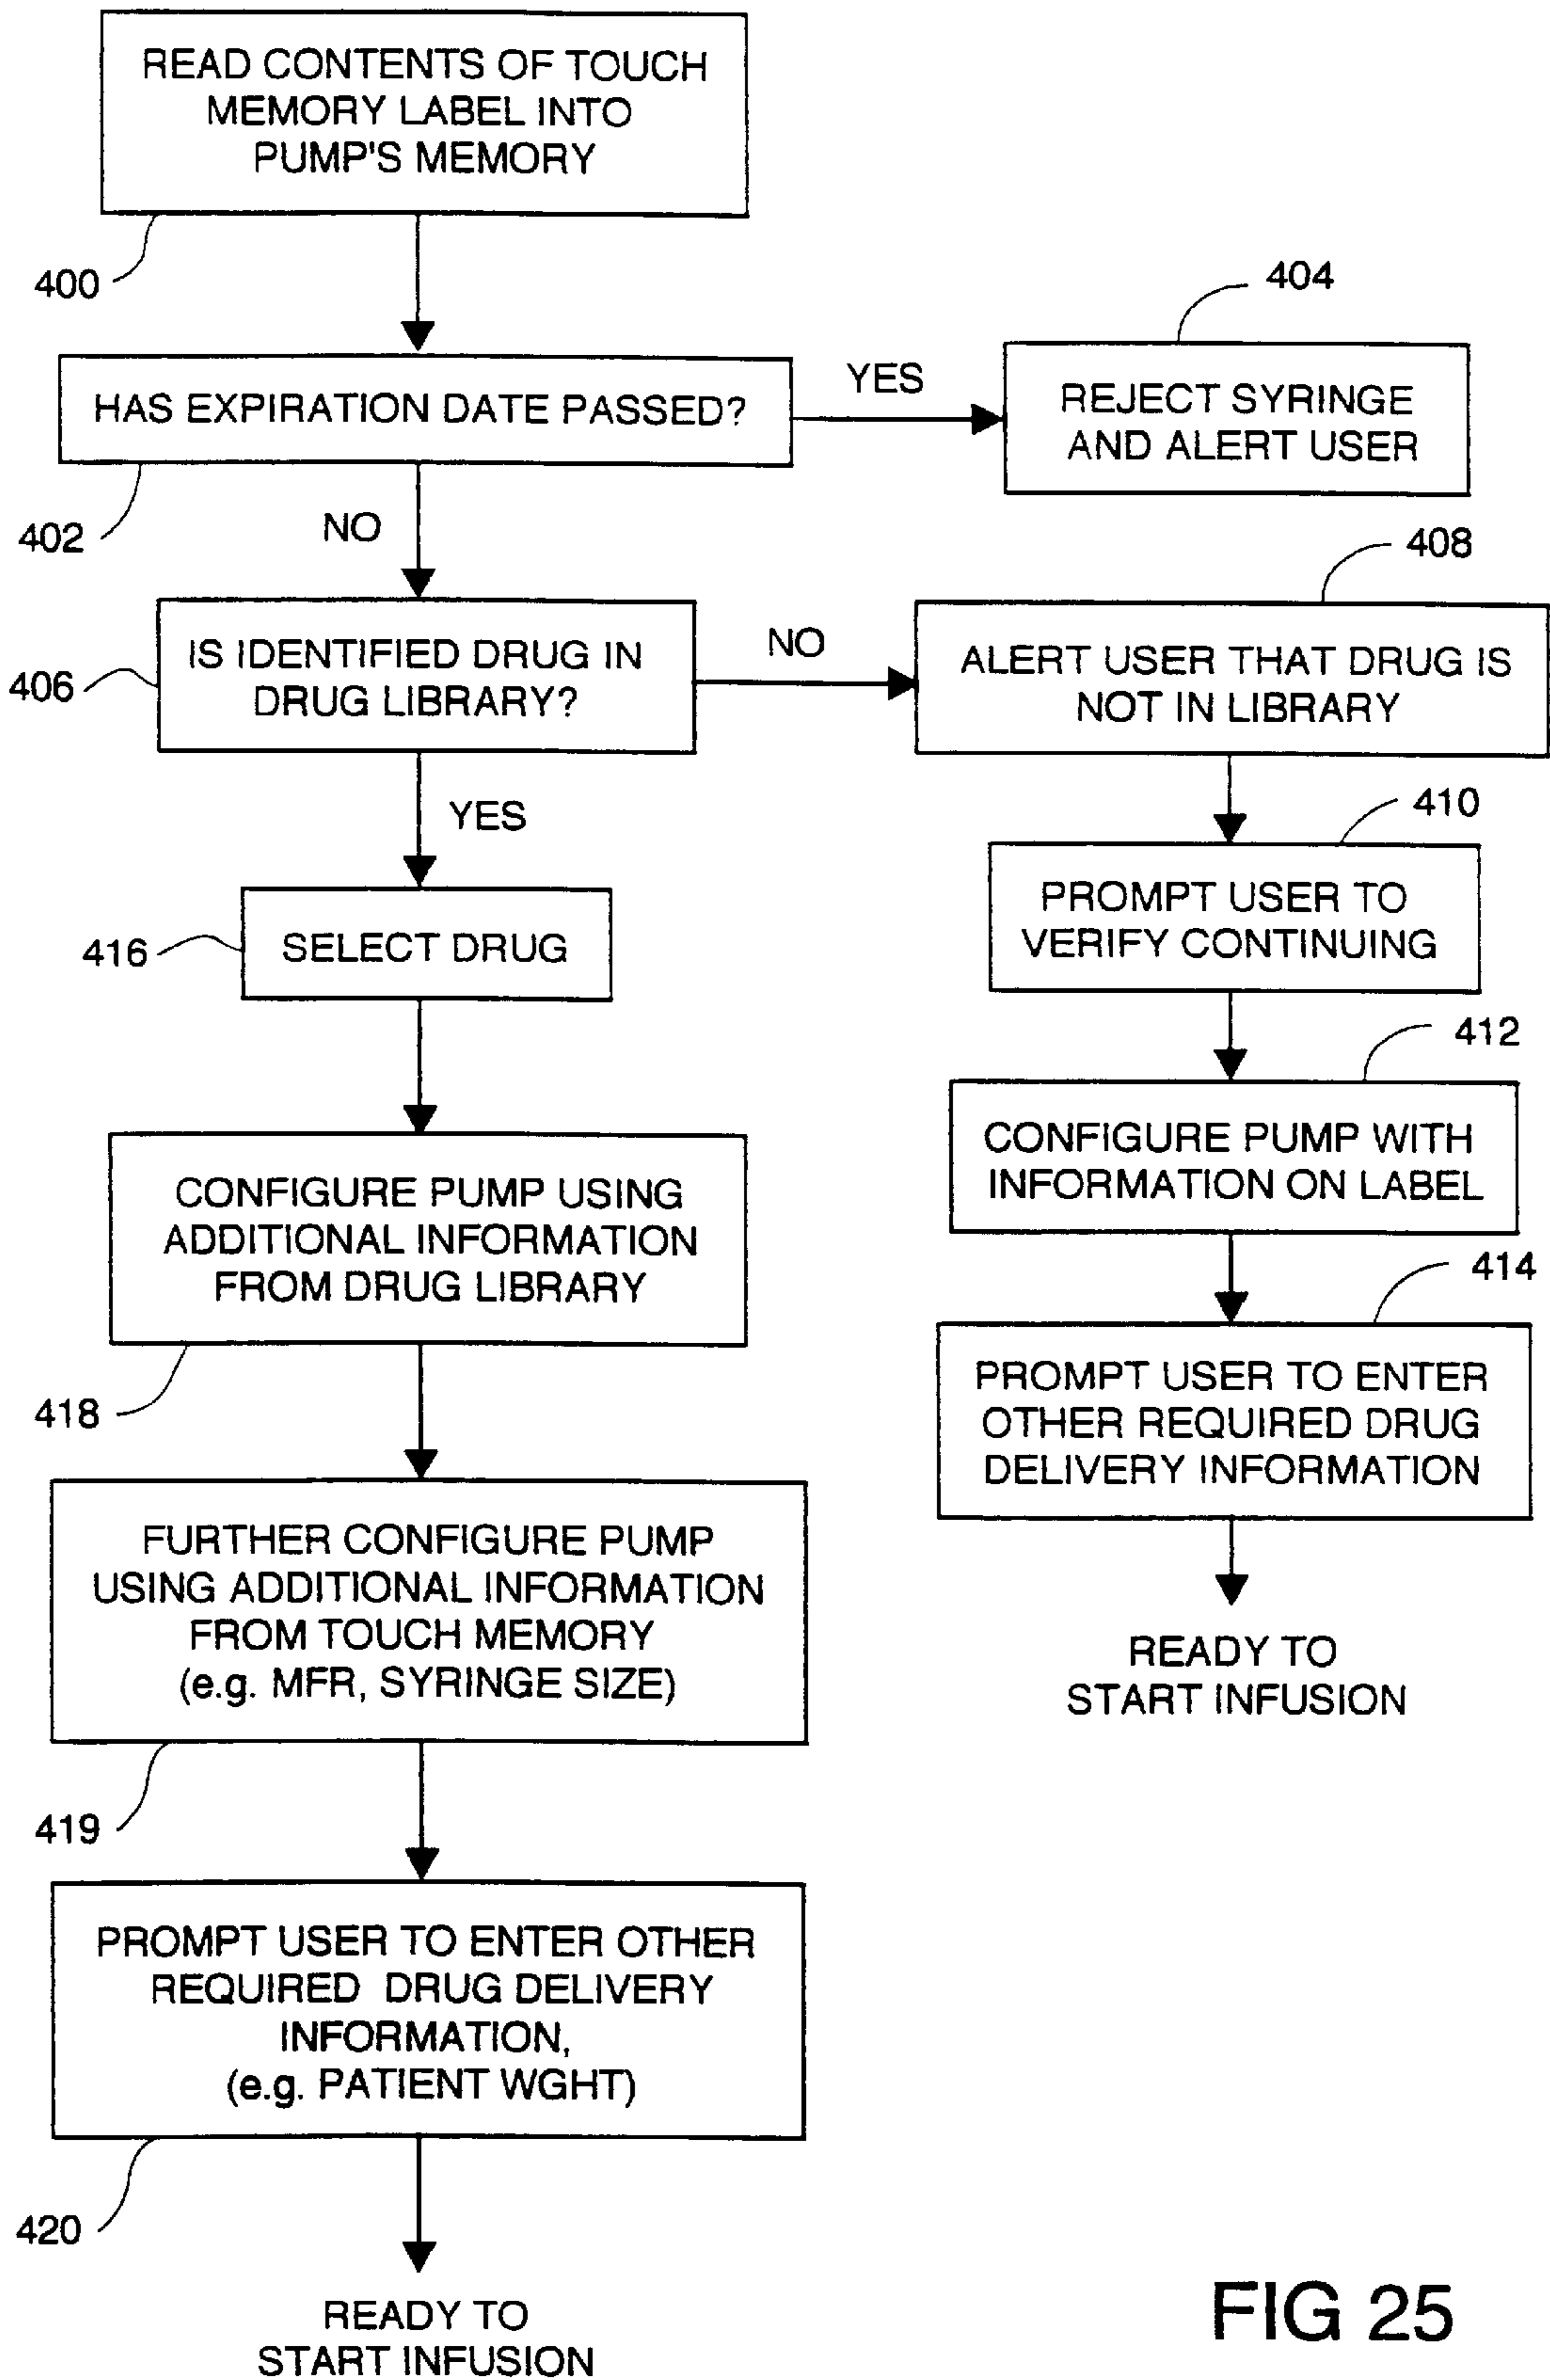 READ CONTENTS OF TOUCH
MEMORY LABEL INTO
PUMP'S MEMORY
400
404
HAS EXPIRATION DATE PASSED?
YES
REJECT SYRINGE
AND ALERT USER
402
NO
408
406
IS IDENTIFIED DRUG IN
DRUG LIBRARY?
NO
ALERT USER THAT DRUG IS
NOT IN LIBRARY
YES
410
416
SELECT DRUG
PROMPT USER TO
VERIFY CONTINUING
412
CONFIGURE PUMP USING
ADDITIONAL INFORMATION
FROM DRUG LIBRARY
CONFIGURE PUMP WITH
INFORMATION ON LABEL
414
418
PROMPT USER TO ENTER
OTHER REQUIRED DRUG
DELIVERY INFORMATION
FURTHER CONFIGURE PUMP
USING ADDITIONAL INFORMATION
FROM TOUCH MEMORY
(e.g. MFR, SYRINGE SIZE)
READY TO
START INFUSION
419
PROMPT USER TO ENTER OTHER
REQUIRED DRUG DELIVERY
INFORMATION,
(e.g. PATIENT WGHT)
420
READY TO
START INFUSION
FIG 25